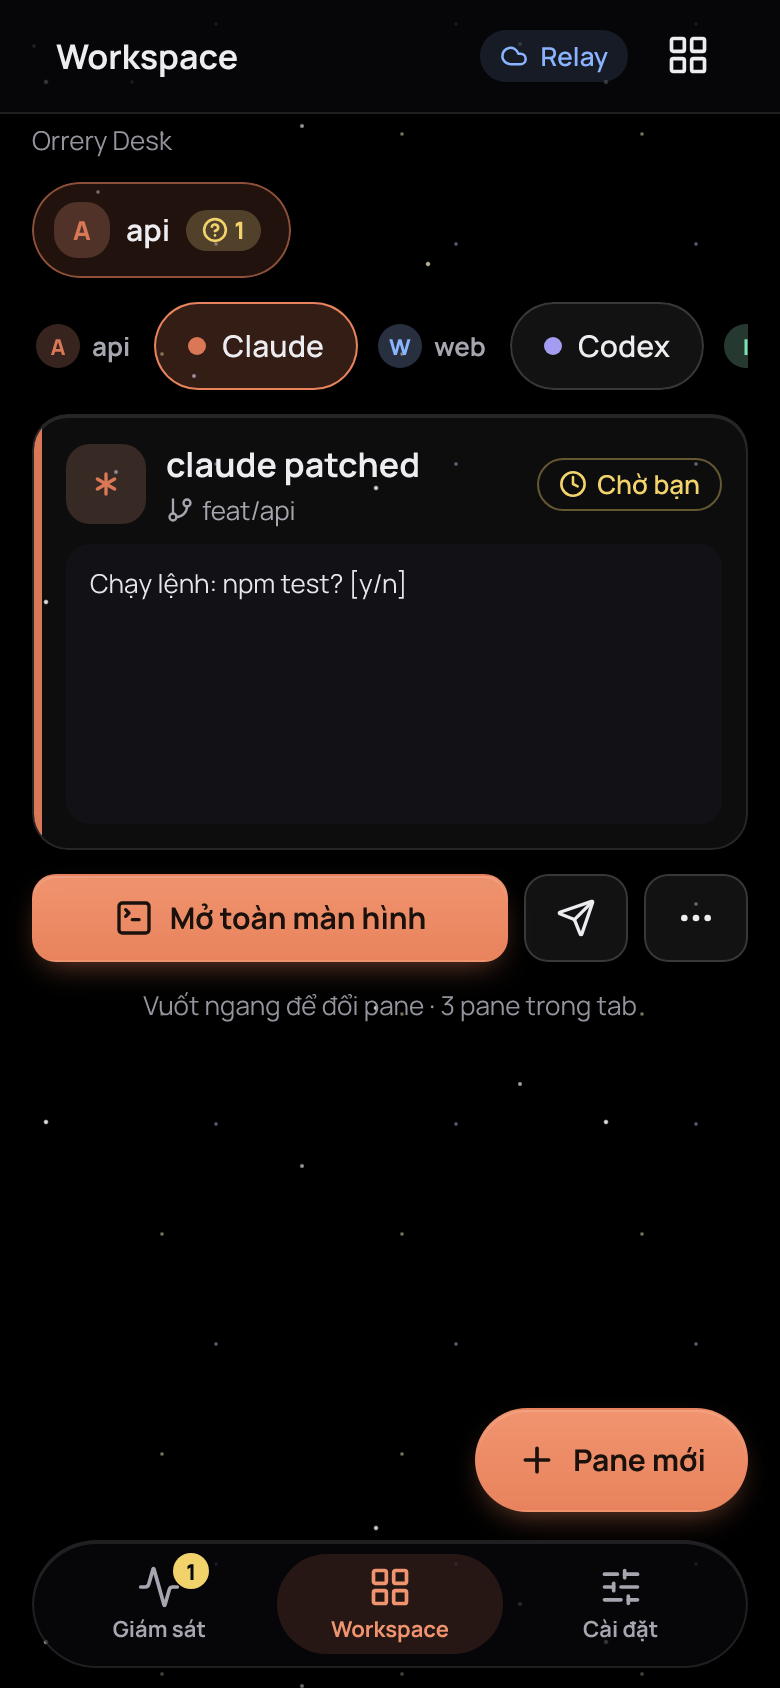 Workspace
Relay
Orrery Desk
A api 1
A api Claude W web Codex
claude patched
feat/api
Chờ bạn
Chạy lệnh: npm test? [y/n]
Mở toàn màn hình
Vuốt ngang để đổi pane · 3 pane trong tab.
Pane mới
1
Giám sát
Workspace
Cài đặt